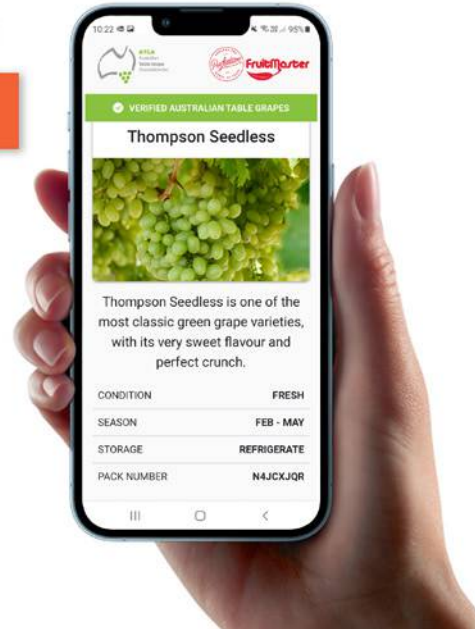 10:22
95%
ATGA
Australian
Table Grape
Association Inc.
FruitMaster
VERIFIED AUSTRALIAN TABLE GRAPES
Thompson Seedless
Thompson Seedless is one of the
most classic green grape varieties,
with its very sweet flavour and
perfect crunch.
CONDITION FRESH
SEASON FEB - MAY
STORAGE REFRIGERATE
PACK NUMBER N4JCXJQR